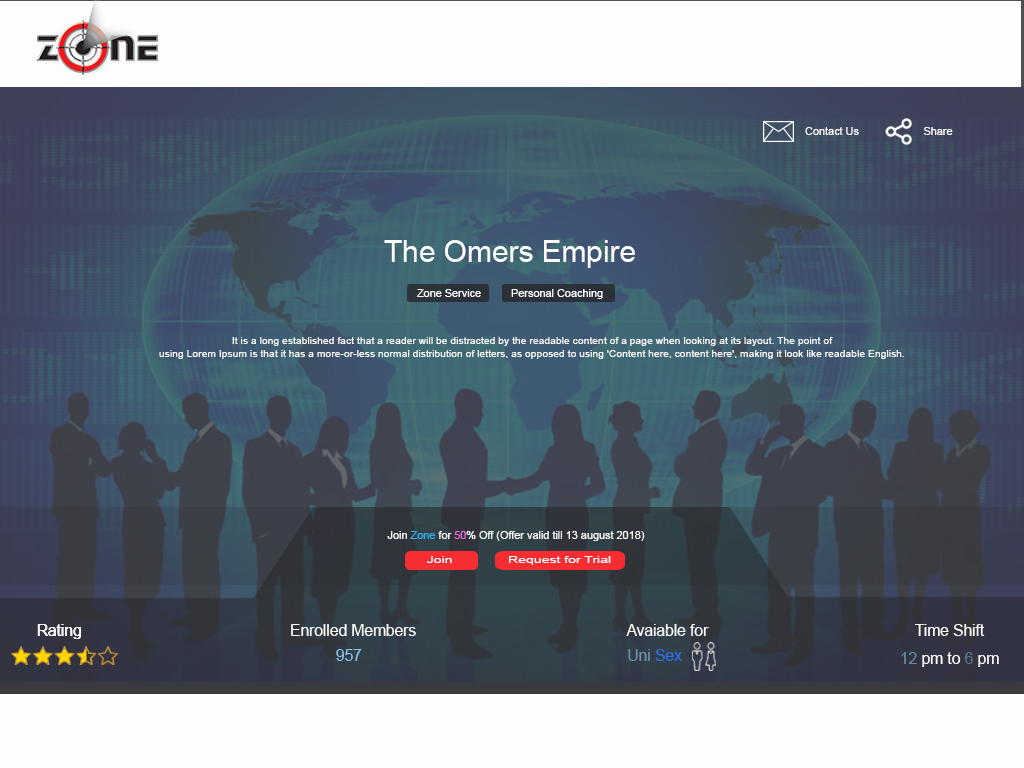 ZONE
Contact Us Share
The Omers Empire
Zone Service Personal Coaching
It is a long established fact that a reader will be distracted by the readable content of a page when looking at its layout. The point of
using Lorem Ipsum is that it has a more-or-less normal distribution of letters, as opposed to using 'Content here, content here', making it look like readable English.
Join Zone for 50% Off (Offer valid till 13 august 2018)
Join Request for Trial
Rating Enrolled Members Avaiable for Time Shift
957 Uni Sex 12 pm to 6 pm